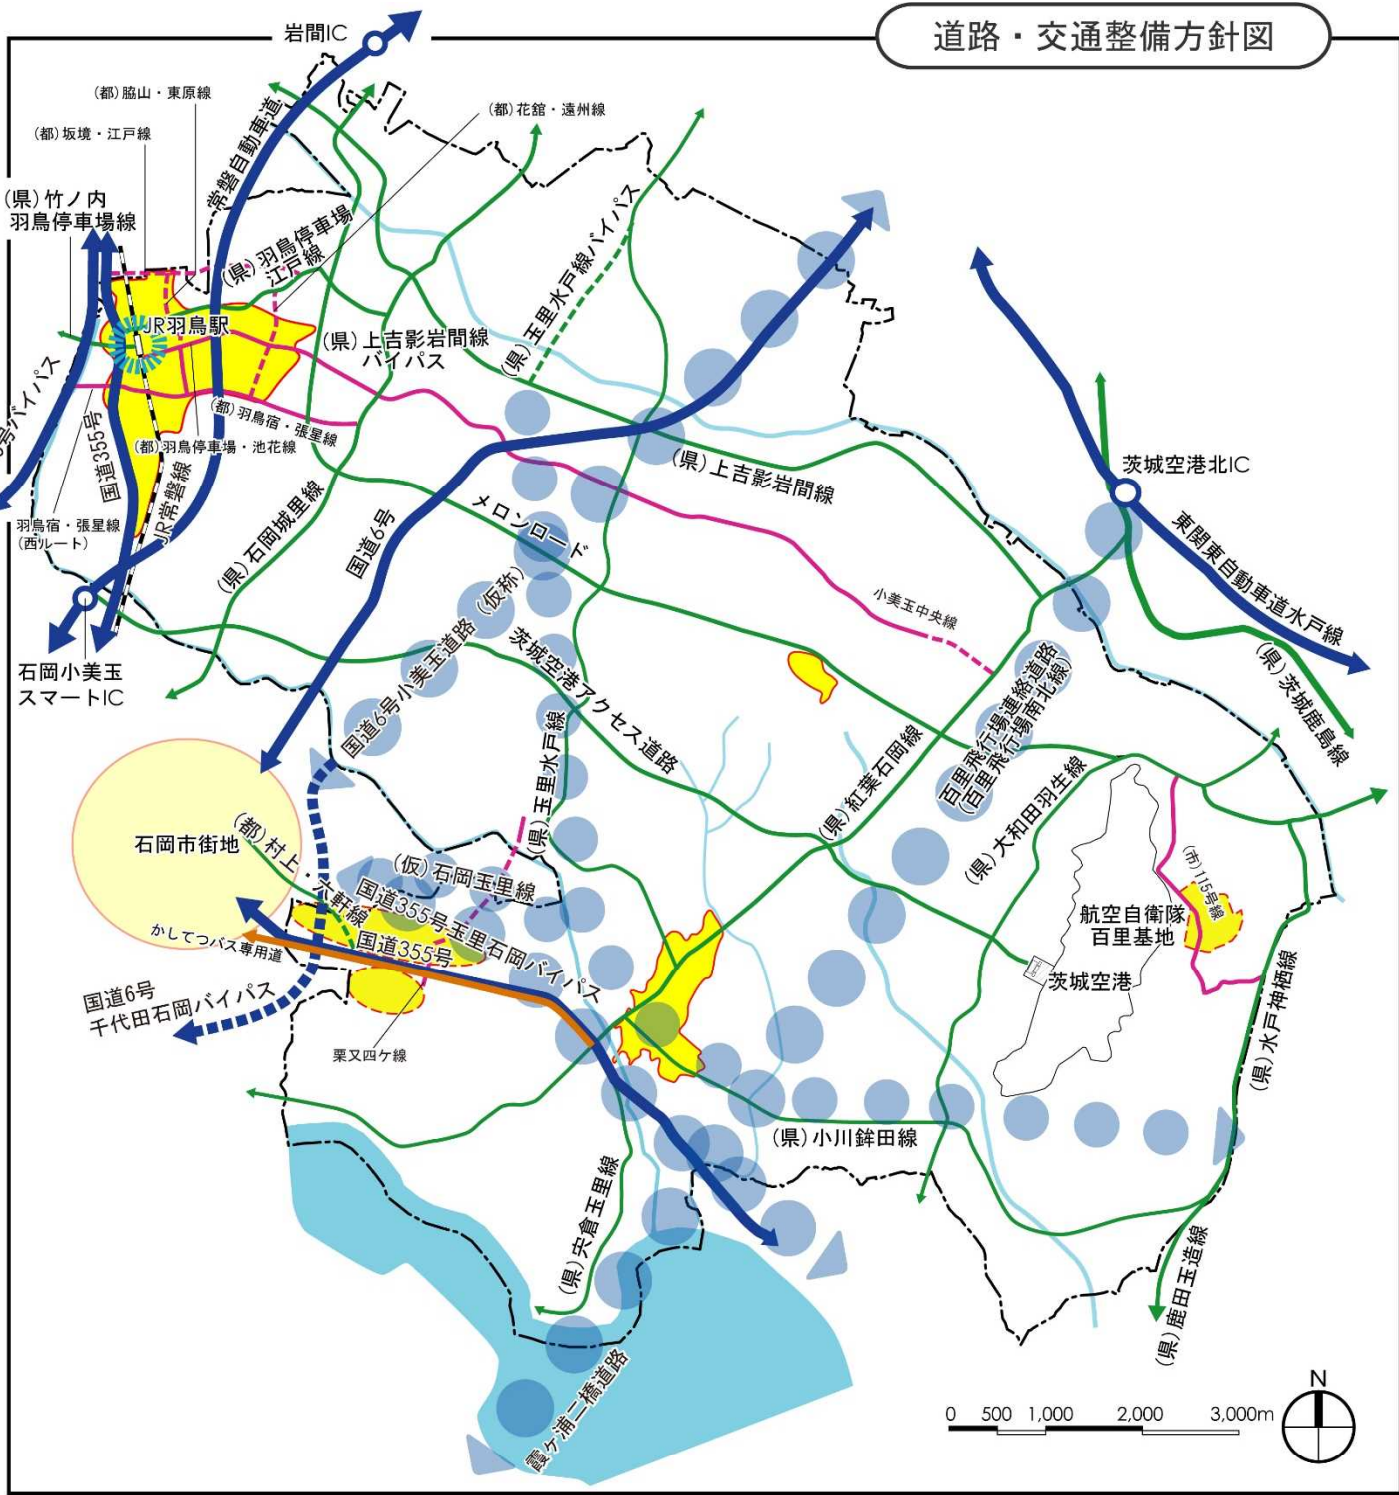 道路・交通整備方針図
岩間IC
(都)脇山・東原線
(都)坂境・江戸線
(都)花舘・遠州線
常磐自動車道
(県)竹ノ内
羽鳥停車場線
(県)羽鳥停車場
江戸線
(県)玉里水戸線バイパス
JR羽鳥駅
(県)上吉影岩間線
バイパス
号バイパス
国道355号
(都)羽鳥宿・張星線
(都)羽鳥停車場・池花線
JR常磐線
羽鳥宿・張星線
(西ルート)
(県)石岡城里線
国道6号
メロンロード
(県)上吉影岩間線
茨城空港北IC
東関東自動車道水戸線
小美玉中央線
(県)茨城鹿島線
石岡小美玉
スマートIC
国道6号小美玉道路(仮称)
茨城空港アクセス道路
百里飛行場連絡道路
(百里飛行場南北線)
(県)玉里水戸線
(県)紅葉石岡線
(県)大和田羽生線
石岡市街地
(都)村上・六軒線
(仮)石岡玉里線
国道355号玉里石岡バイパス
国道355号
かしてつバス専用道
(市)115号線
航空自衛隊
百里基地
茨城空港
国道6号
千代田石岡バイパス
栗又四ケ線
(県)水戸神栖線
(県)小川鉾田線
(県)宍倉玉里線
(県)鹿田玉造線
霞ヶ浦二橋道路
N
0 500 1,000 2,000 3,000m